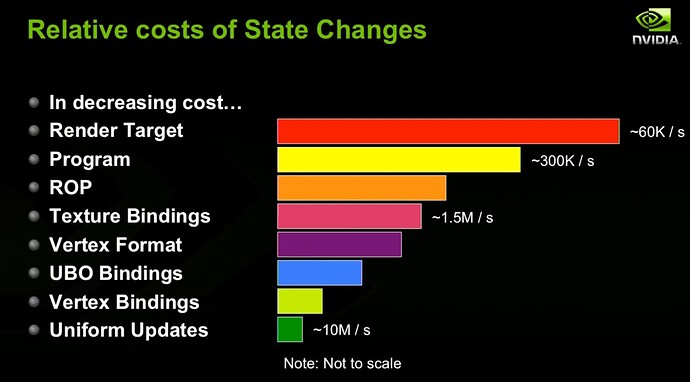 Relative costs of State Changes
NVIDIA.
In decreasing cost…
Render Target ~60K / s
Program ~300K / s
ROP
Texture Bindings ~1.5M / s
Vertex Format
UBO Bindings
Vertex Bindings
Uniform Updates ~10M / s
Note: Not to scale